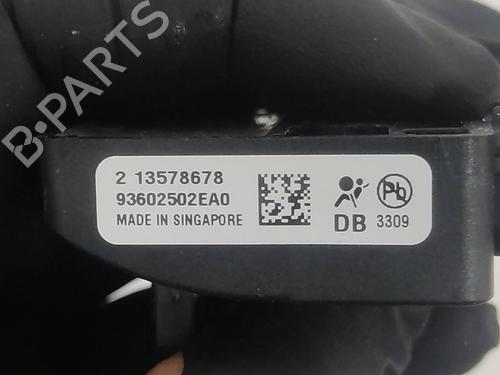 B-PARTS
2 13578678
93602502EA0
MADE IN SINGAPORE
Pb
DB 3309